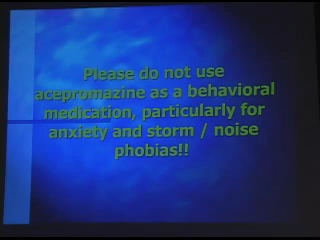 Please do not use
acepromazine as a behavioral
medication, particularly for
anxiety and storm / noise
phobias!!